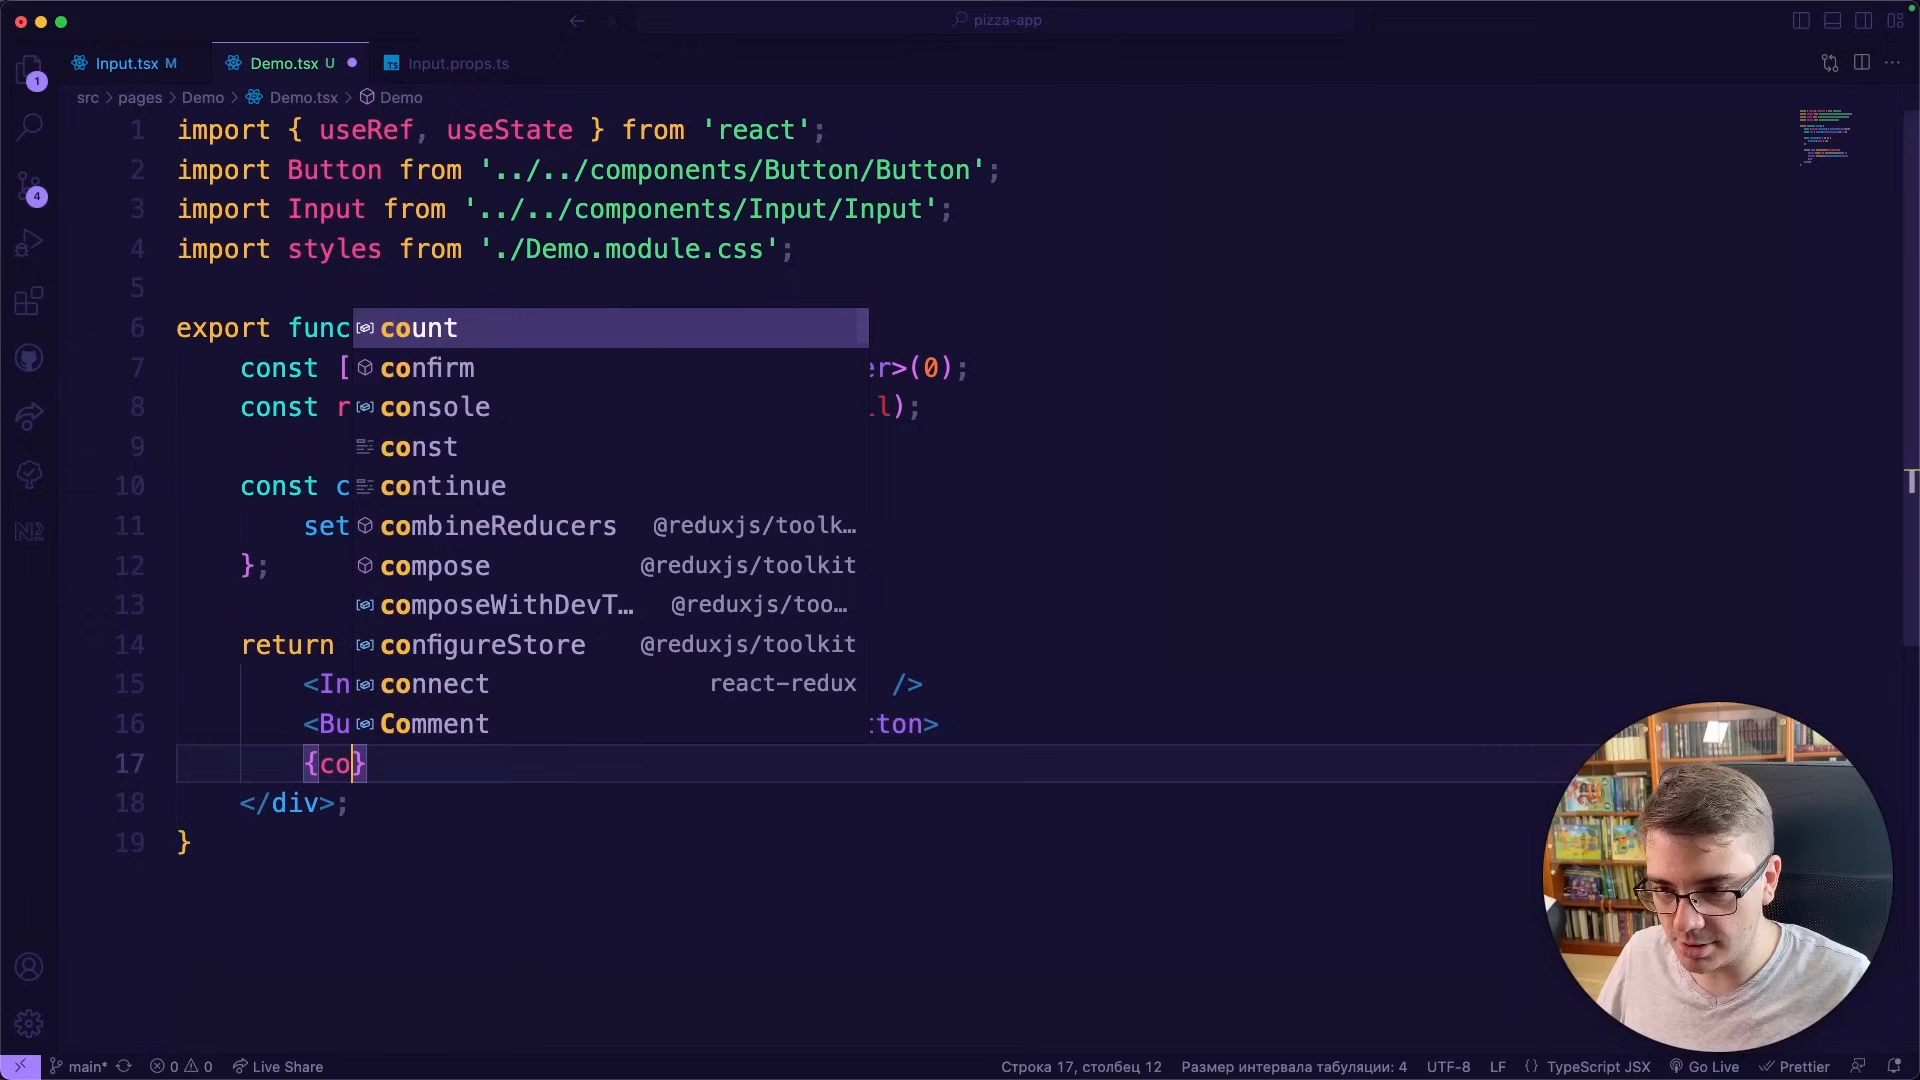 pizza-app
Input.tsx M
Demo.tsx U
Input.props.ts
src > pages > Demo > Demo.tsx > Demo
1 import { useRef, useState } from 'react';
2 import Button from '../../components/Button/Button';
3 import Input from '../../components/Input/Input';
4 import styles from './Demo.module.css';
5
6 export func
7 const [ er>(0);
8 const r ll);
9
10 const c
11 set
12 };
13
14 return
15 <In />
16 <Bu tton>
17 {co}
18 </div>;
19 }
count
confirm
console
const
continue
combineReducers @reduxjs/toolk…
compose @reduxjs/toolkit
composeWithDevT… @reduxjs/too…
configureStore @reduxjs/toolkit
connect react-redux
Comment
1
4
main* 0 0 Live Share
Строка 17, столбец 12 Размер интервала табуляции: 4 UTF-8 LF {} TypeScript JSX Go Live Prettier